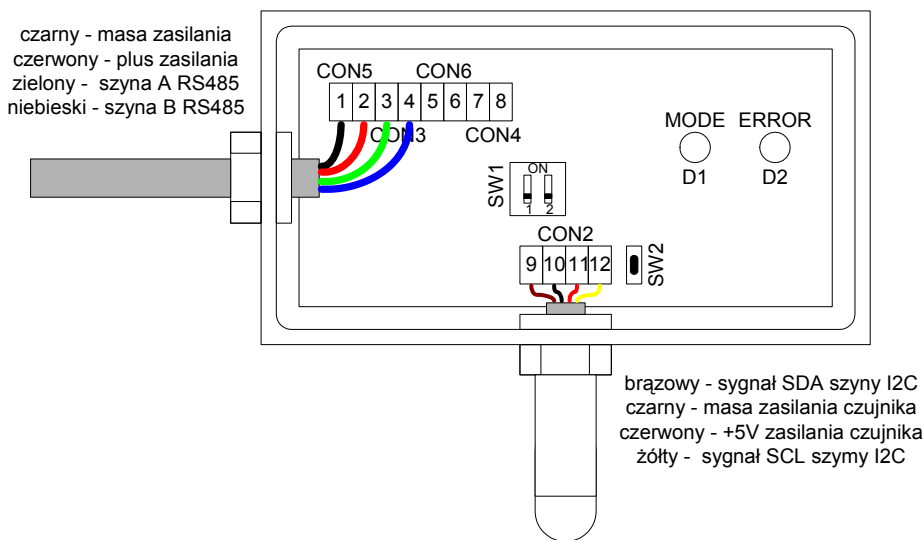 czarny - masa zasilania
czerwony - plus zasilania
zielony - szyna A RS485
niebieski - szyna B RS485
CON5 CON6
1 2 3 4 5 6 7 8
CON3 CON4
MODE ERROR
D1 D2
SW1
ON
1 2
CON2
9 10 11 12
SW2
brązowy - sygnał SDA szyny I2C
czarny - masa zasilania czujnika
czerwony - +5V zasilania czujnika
żółty - sygnał SCL szymy I2C